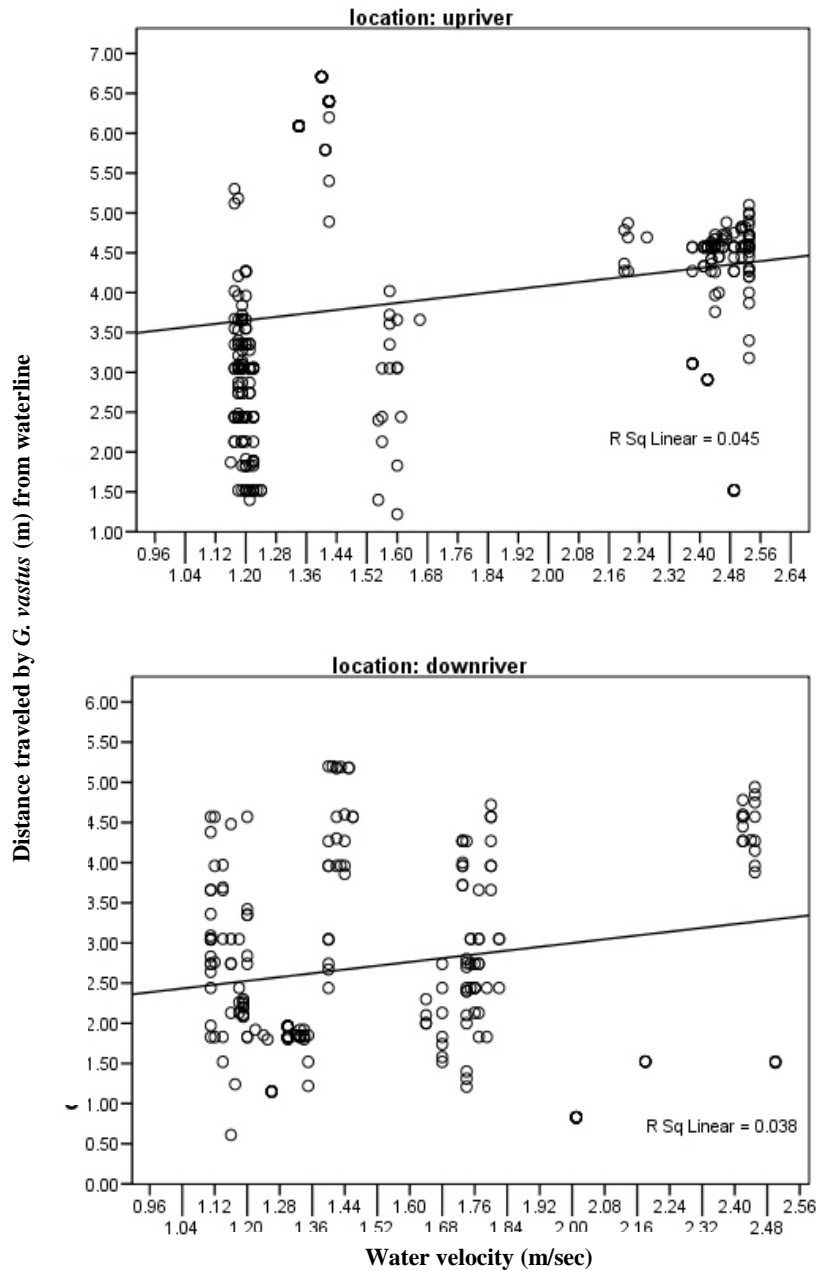 location: upriver
7.00
6.50
6.00
5.50
5.00
4.50
4.00
3.50
3.00
2.50
2.00
1.50
1.00
R Sq Linear = 0.045
0.96 1.12 1.28 1.44 1.60 1.76 1.92 2.08 2.24 2.40 2.56
1.04 1.20 1.36 1.52 1.68 1.84 2.00 2.16 2.32 2.48 2.64
Distance traveled by G. vastus (m) from waterline
location: downriver
6.00
5.50
5.00
4.50
4.00
3.50
3.00
2.50
2.00
1.50
1.00
0.50
0.00
R Sq Linear = 0.038
0.96 1.12 1.28 1.44 1.60 1.76 1.92 2.08 2.24 2.40 2.56
1.04 1.20 1.36 1.52 1.68 1.84 2.00 2.16 2.32 2.48
Water velocity (m/sec)